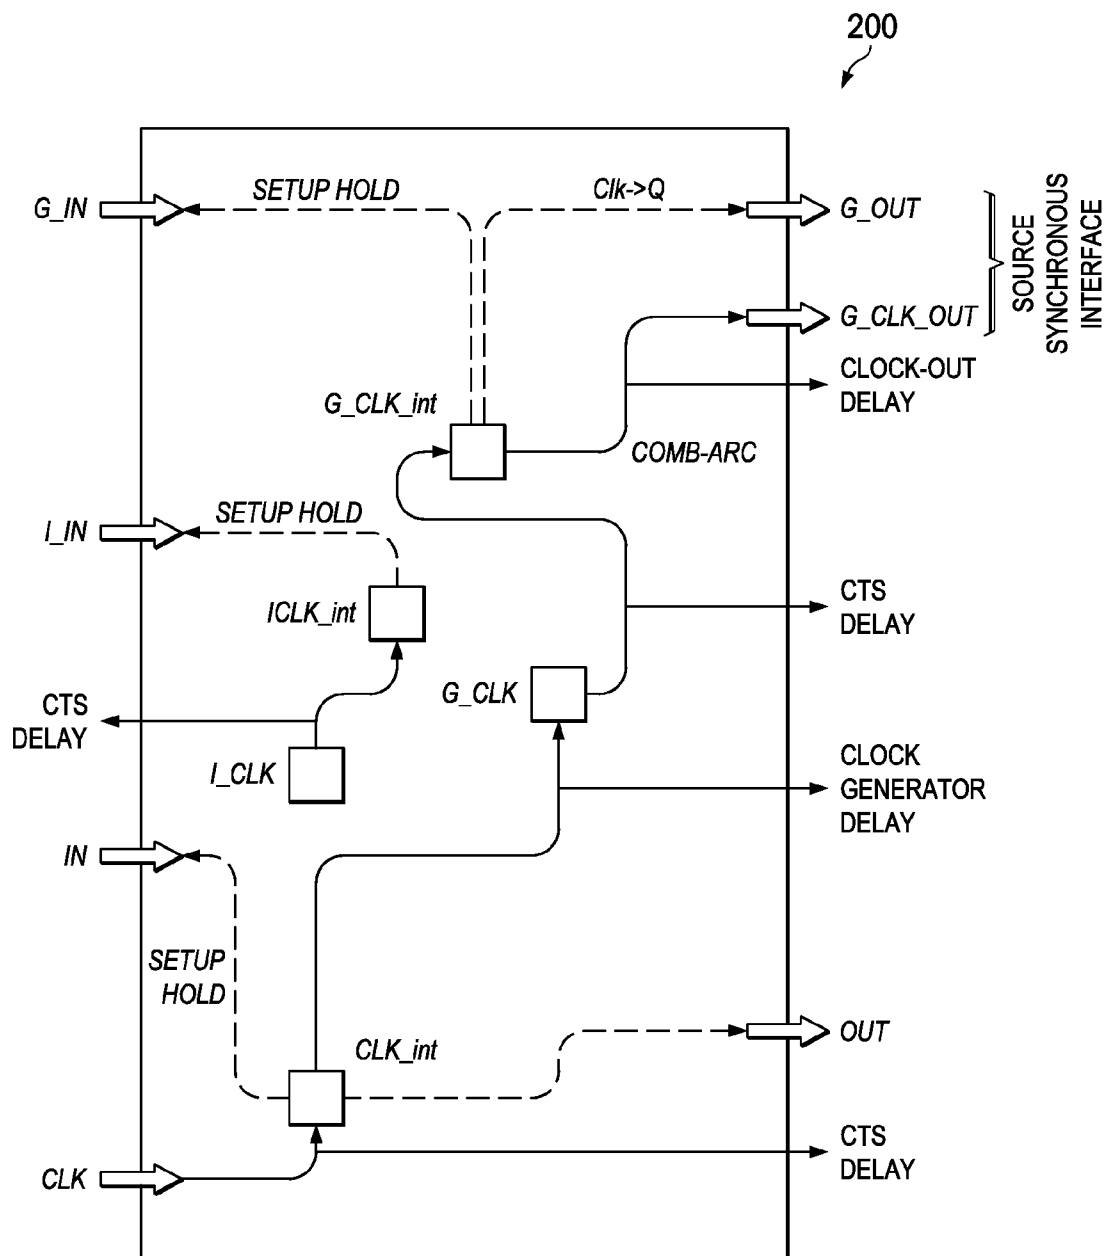 200
G_IN
SETUP HOLD
Clk->Q
G_OUT
SOURCE
SYNCHRONOUS
INTERFACE
G_CLK_OUT
CLOCK-OUT
DELAY
G_CLK_int
COMB-ARC
I_IN
SETUP HOLD
ICLK_int
CTS
DELAY
G_CLK
CTS
DELAY
I_CLK
CLOCK
GENERATOR
DELAY
IN
SETUP
HOLD
CLK_int
OUT
CTS
DELAY
CLK